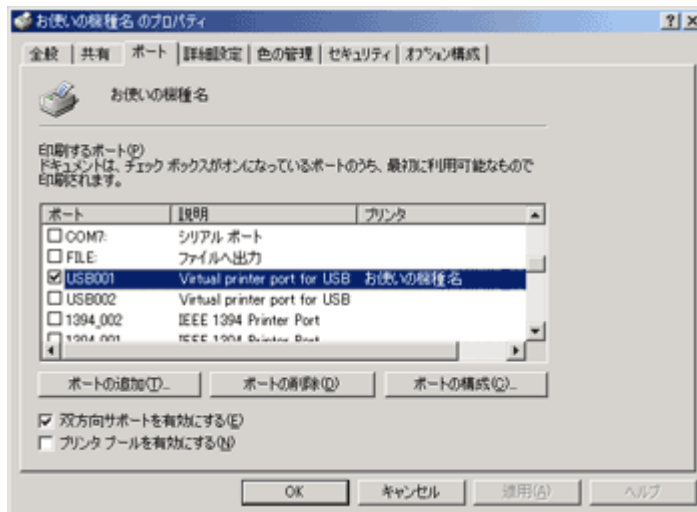 お使いの機種名 のプロパティ
全般 共有 ポート 詳細設定 色の管理 セキュリティ オプション構成
お使いの機種名
印刷するポート(P)
ドキュメントは、チェック ボックスがオンになっているポートのうち、最初に利用可能なもので
印刷されます。
ポート 説明 プリンタ
COM7: シリアル ポート
FILE: ファイルへ出力
USB001 Virtual printer port for USB お使いの機種名
USB002 Virtual printer port for USB
1394_002 IEEE 1394 Printer Port
1394_001 IEEE 1394 Printer Port
ポートの追加(T)... ポートの削除(D) ポートの構成(C)...
双方向サポートを有効にする(E)
プリンタ プールを有効にする(N)
OK キャンセル 適用(A) ヘルプ